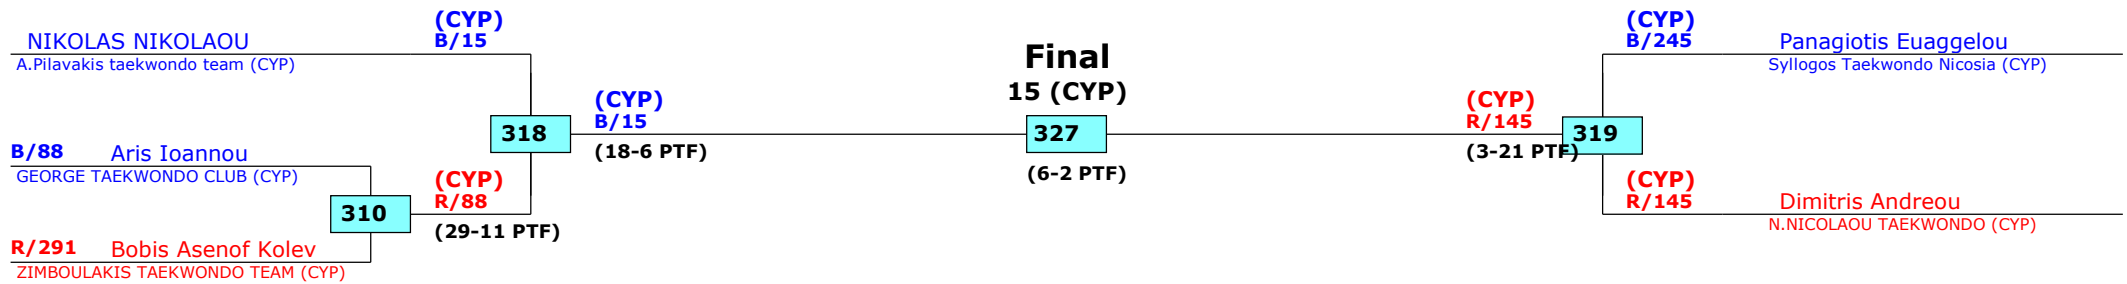 NIKOLAS NIKOLAOU
A.Pilavakis taekwondo team (CYP)
(CYP)
B/15
B/88 Aris Ioannou
GEORGE TAEKWONDO CLUB (CYP)
R/291 Bobis Asenof Kolev
ZIMBOULAKIS TAEKWONDO TEAM (CYP)
310
(CYP)
R/88
(29-11 PTF)
318
(CYP)
B/15
(18-6 PTF)
Final
15 (CYP)
327
(6-2 PTF)
(CYP)
R/145
(3-21 PTF)
319
(CYP)
B/245
Panagiotis Euaggelou
Syllogos Taekwondo Nicosia (CYP)
(CYP)
R/145
Dimitris Andreou
N.NICOLAOU TAEKWONDO (CYP)